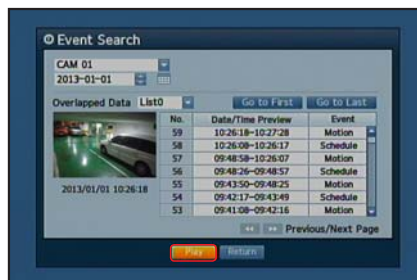 Event Search
CAM 01
2013-01-01
Overlapped Data List0 Go to First Go to Last
No. Date/Time Preview Event
59 10:26:18~10:27:28 Motion
58 10:26:00~10:26:17 Schedule
57 09:48:58~10:26:07 Motion
56 09:48:26~09:48:57 Schedule
55 09:43:50~09:48:25 Motion
54 09:42:17~09:43:49 Schedule
53 09:41:08~09:42:16 Motion
2013/01/01 10:26:18
Previous/Next Page
Play Return